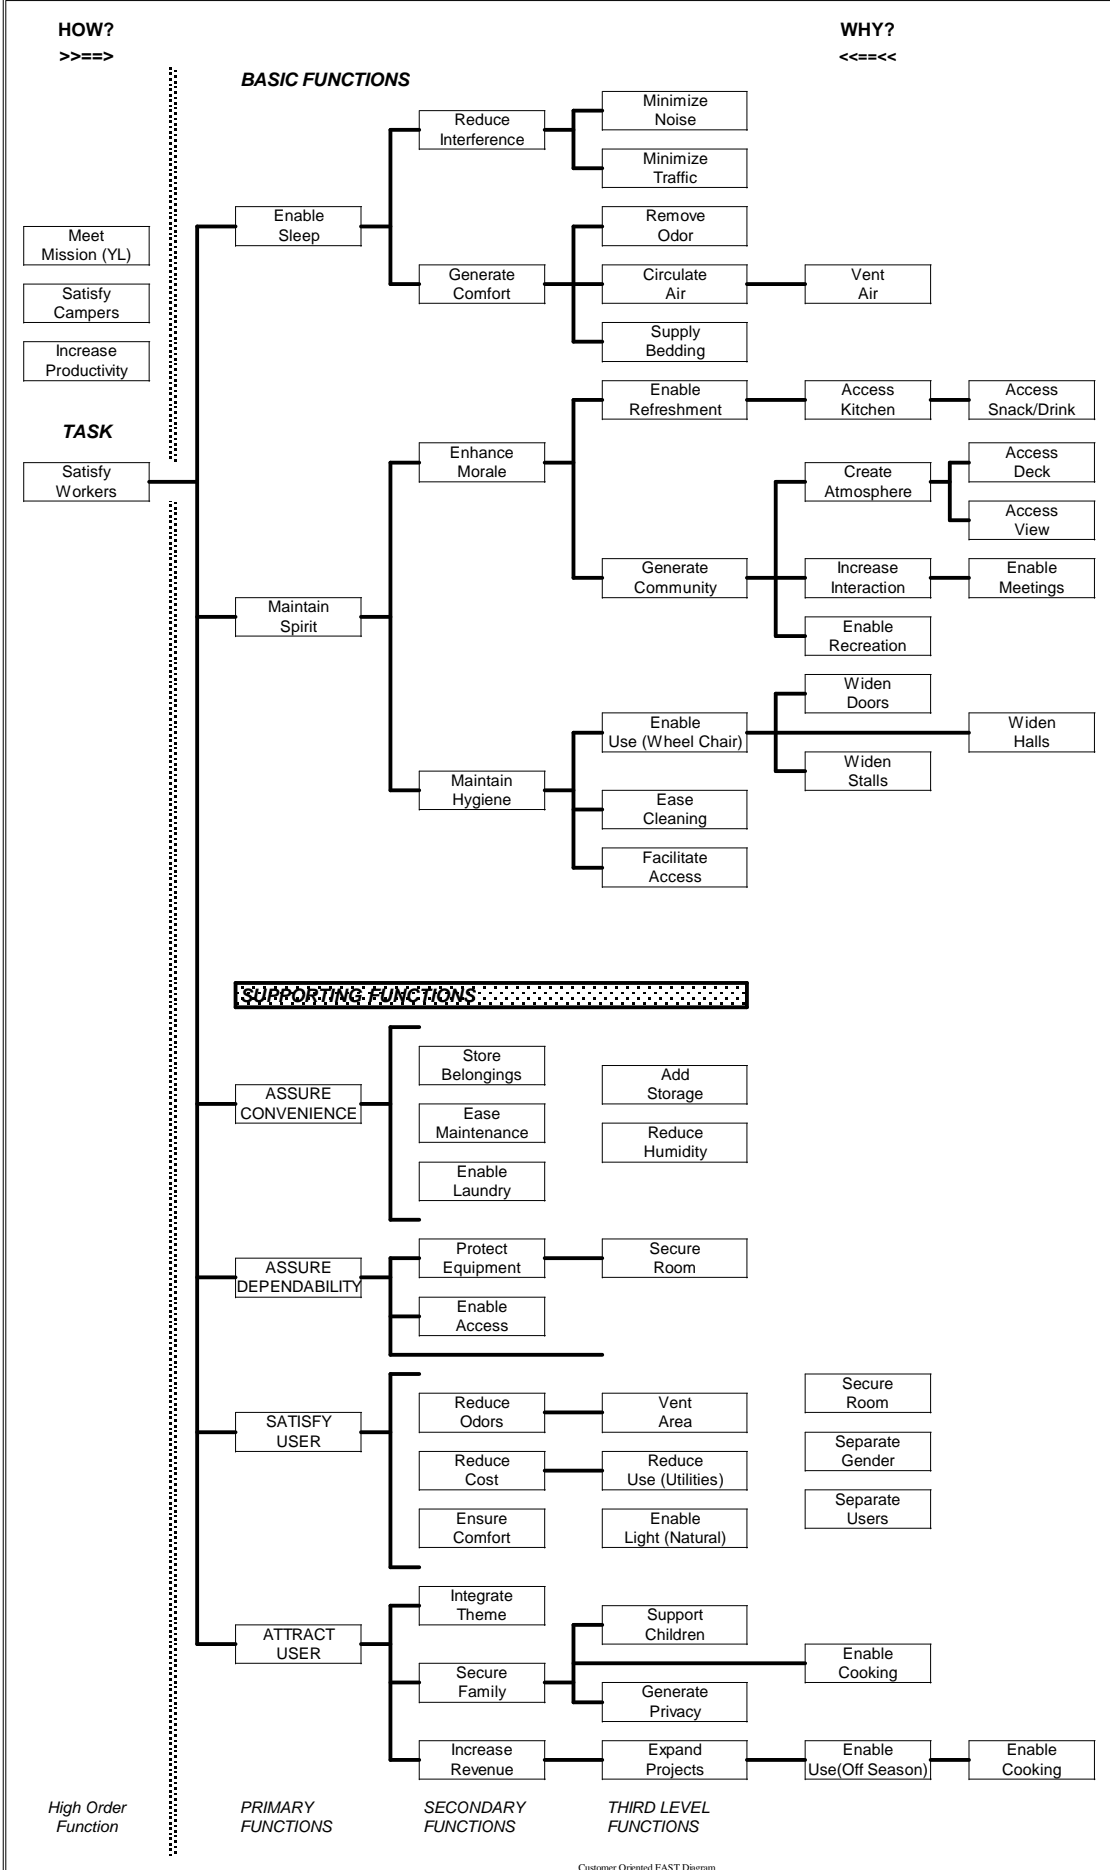 HOW?
WHY?
>>==>
<<==<<
BASIC FUNCTIONS
Minimize
Noise
Reduce
Interference
Minimize
Traffic
Enable
Sleep
Remove
Odor
Meet
Mission (YL)
Generate
Comfort
Circulate
Air
Vent
Air
Satisfy
Campers
Supply
Bedding
Increase
Productivity
Enable
Refreshment
Access
Kitchen
Access
Snack/Drink
TASK
Enhance
Morale
Access
Deck
Satisfy
Workers
Create
Atmosphere
Access
View
Generate
Community
Increase
Interaction
Enable
Meetings
Maintain
Spirit
Enable
Recreation
Widen
Doors
Enable
Use (Wheel Chair)
Widen
Halls
Widen
Stalls
Maintain
Hygiene
Ease
Cleaning
Facilitate
Access
SUPPORTING FUNCTIONS
Store
Belongings
Add
Storage
ASSURE
CONVENIENCE
Ease
Maintenance
Reduce
Humidity
Enable
Laundry
Protect
Equipment
Secure
Room
ASSURE
DEPENDABILITY
Enable
Access
Secure
Room
Reduce
Odors
Vent
Area
SATISFY
USER
Separate
Gender
Reduce
Cost
Reduce
Use (Utilities)
Separate
Users
Ensure
Comfort
Enable
Light (Natural)
Integrate
Theme
Support
Children
ATTRACT
USER
Enable
Cooking
Secure
Family
Generate
Privacy
Increase
Revenue
Expand
Projects
Enable
Use(Off Season)
Enable
Cooking
High Order
Function
PRIMARY
FUNCTIONS
SECONDARY
FUNCTIONS
THIRD LEVEL
FUNCTIONS
Customer Oriented FAST Diagram